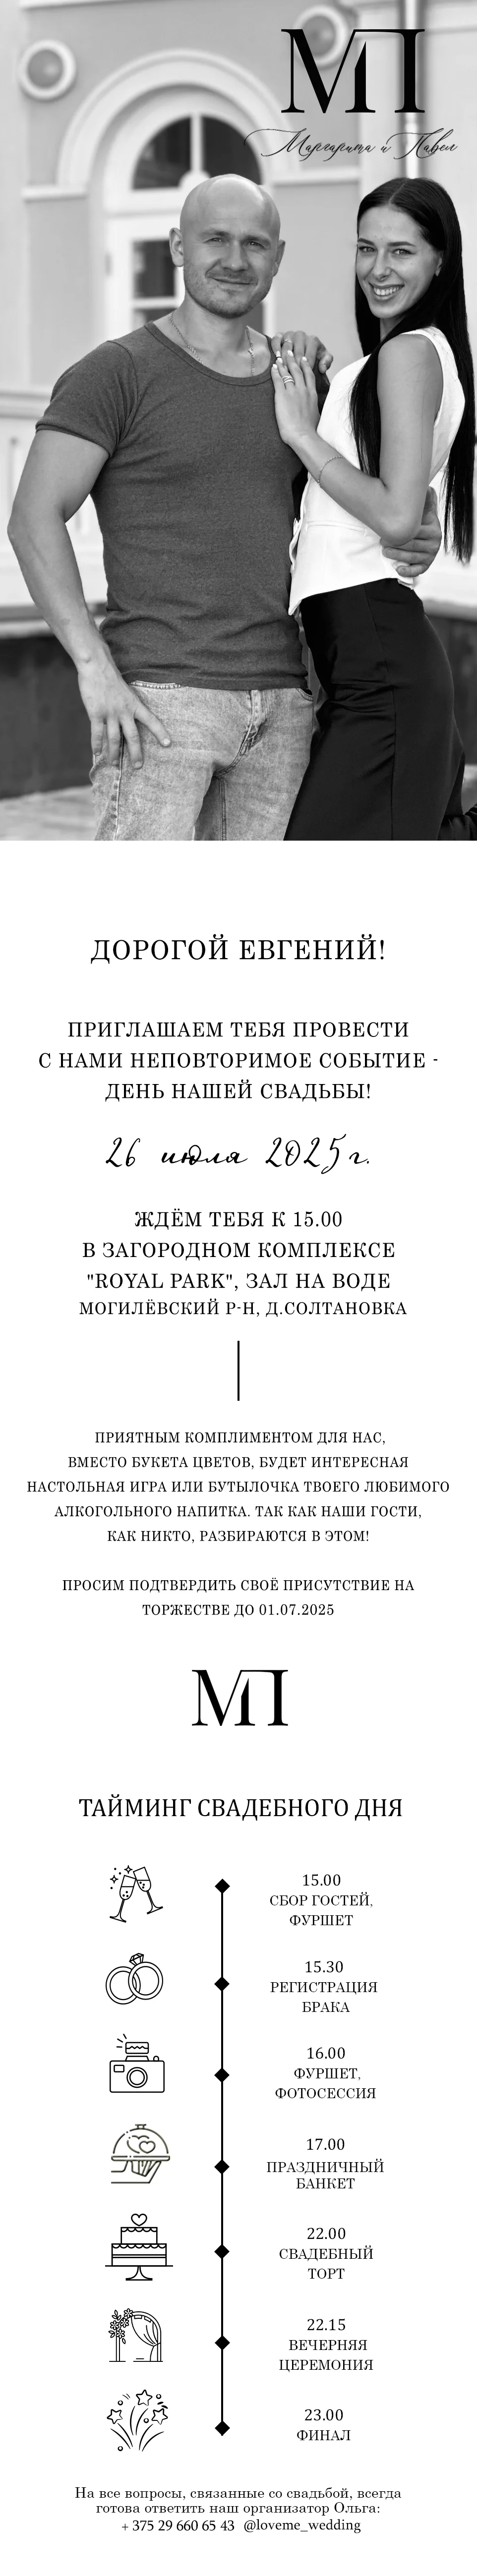 МП
Маргарита и Павел
ДОРОГОЙ ЕВГЕНИЙ!
ПРИГЛАШАЕМ ТЕБЯ ПРОВЕСТИ
С НАМИ НЕПОВТОРИМОЕ СОБЫТИЕ -
ДЕНЬ НАШЕЙ СВАДЬБЫ!
26 июля 2025 г.
ЖДЁМ ТЕБЯ К 15.00
В ЗАГОРОДНОМ КОМПЛЕКСЕ
"ROYAL PARK", ЗАЛ НА ВОДЕ
МОГИЛЁВСКИЙ Р-Н, Д.СОЛТАНОВКА
ПРИЯТНЫМ КОМПЛИМЕНТОМ ДЛЯ НАС,
ВМЕСТО БУКЕТА ЦВЕТОВ, БУДЕТ ИНТЕРЕСНАЯ
НАСТОЛЬНАЯ ИГРА ИЛИ БУТЫЛОЧКА ТВОЕГО ЛЮБИМОГО
АЛКОГОЛЬНОГО НАПИТКА. ТАК КАК НАШИ ГОСТИ,
КАК НИКТО, РАЗБИРАЮТСЯ В ЭТОМ!
ПРОСИМ ПОДТВЕРДИТЬ СВОЁ ПРИСУТСТВИЕ НА
ТОРЖЕСТВЕ ДО 01.07.2025
МП
ТАЙМИНГ СВАДЕБНОГО ДНЯ
15.00
СБОР ГОСТЕЙ,
ФУРШЕТ
15.30
РЕГИСТРАЦИЯ
БРАКА
16.00
ФУРШЕТ,
ФОТОСЕССИЯ
17.00
ПРАЗДНИЧНЫЙ
БАНКЕТ
22.00
СВАДЕБНЫЙ
ТОРТ
22.15
ВЕЧЕРНЯЯ
ЦЕРЕМОНИЯ
23.00
ФИНАЛ
На все вопросы, связанные со свадьбой, всегда
готова ответить наш организатор Ольга:
+ 375 29 660 65 43 @loveme_wedding